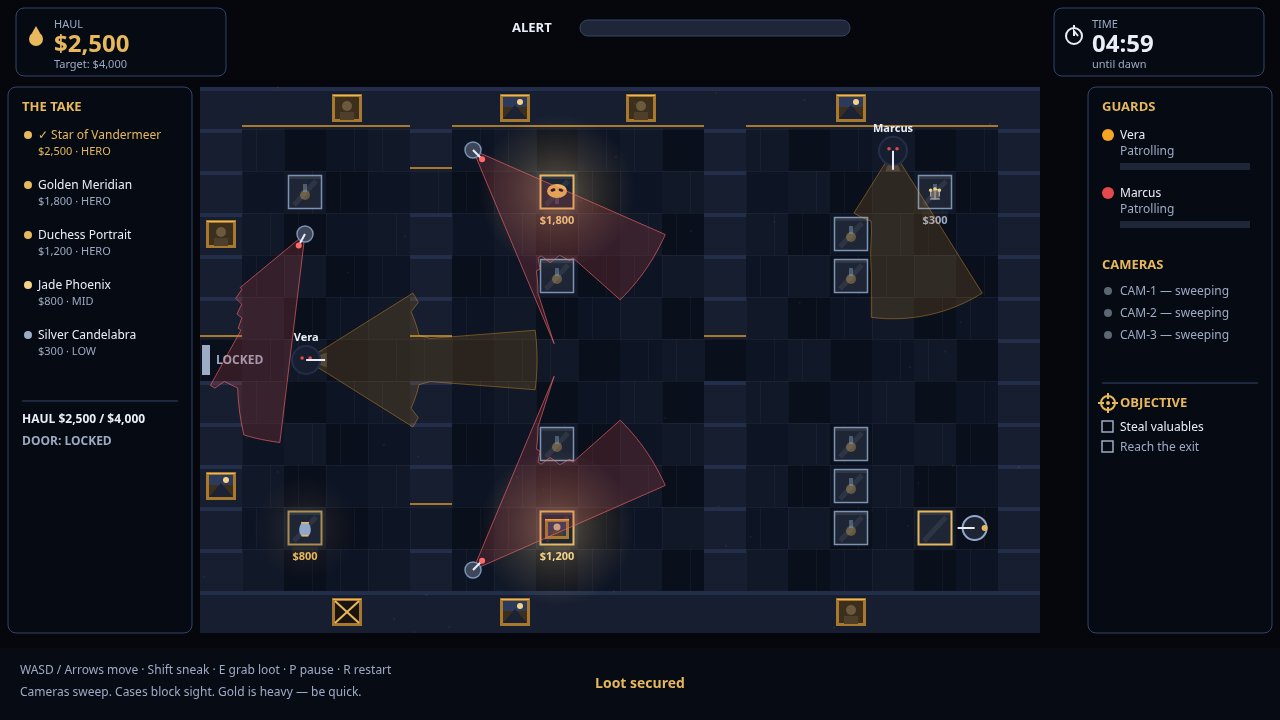 HAUL
$2,500
Target: $4,000
ALERT
TIME
04:59
until dawn
THE TAKE
✓ Star of Vandermeer
$2,500 · HERO
Golden Meridian
$1,800 · HERO
Duchess Portrait
$1,200 · HERO
Jade Phoenix
$800 · MID
Silver Candelabra
$300 · LOW
HAUL $2,500 / $4,000
DOOR: LOCKED
Marcus
$1,800
$300
Vera
LOCKED
$800
$1,200
GUARDS
Vera
Patrolling
Marcus
Patrolling
CAMERAS
CAM-1 — sweeping
CAM-2 — sweeping
CAM-3 — sweeping
OBJECTIVE
Steal valuables
Reach the exit
WASD / Arrows move · Shift sneak · E grab loot · P pause · R restart
Cameras sweep. Cases block sight. Gold is heavy — be quick.
Loot secured